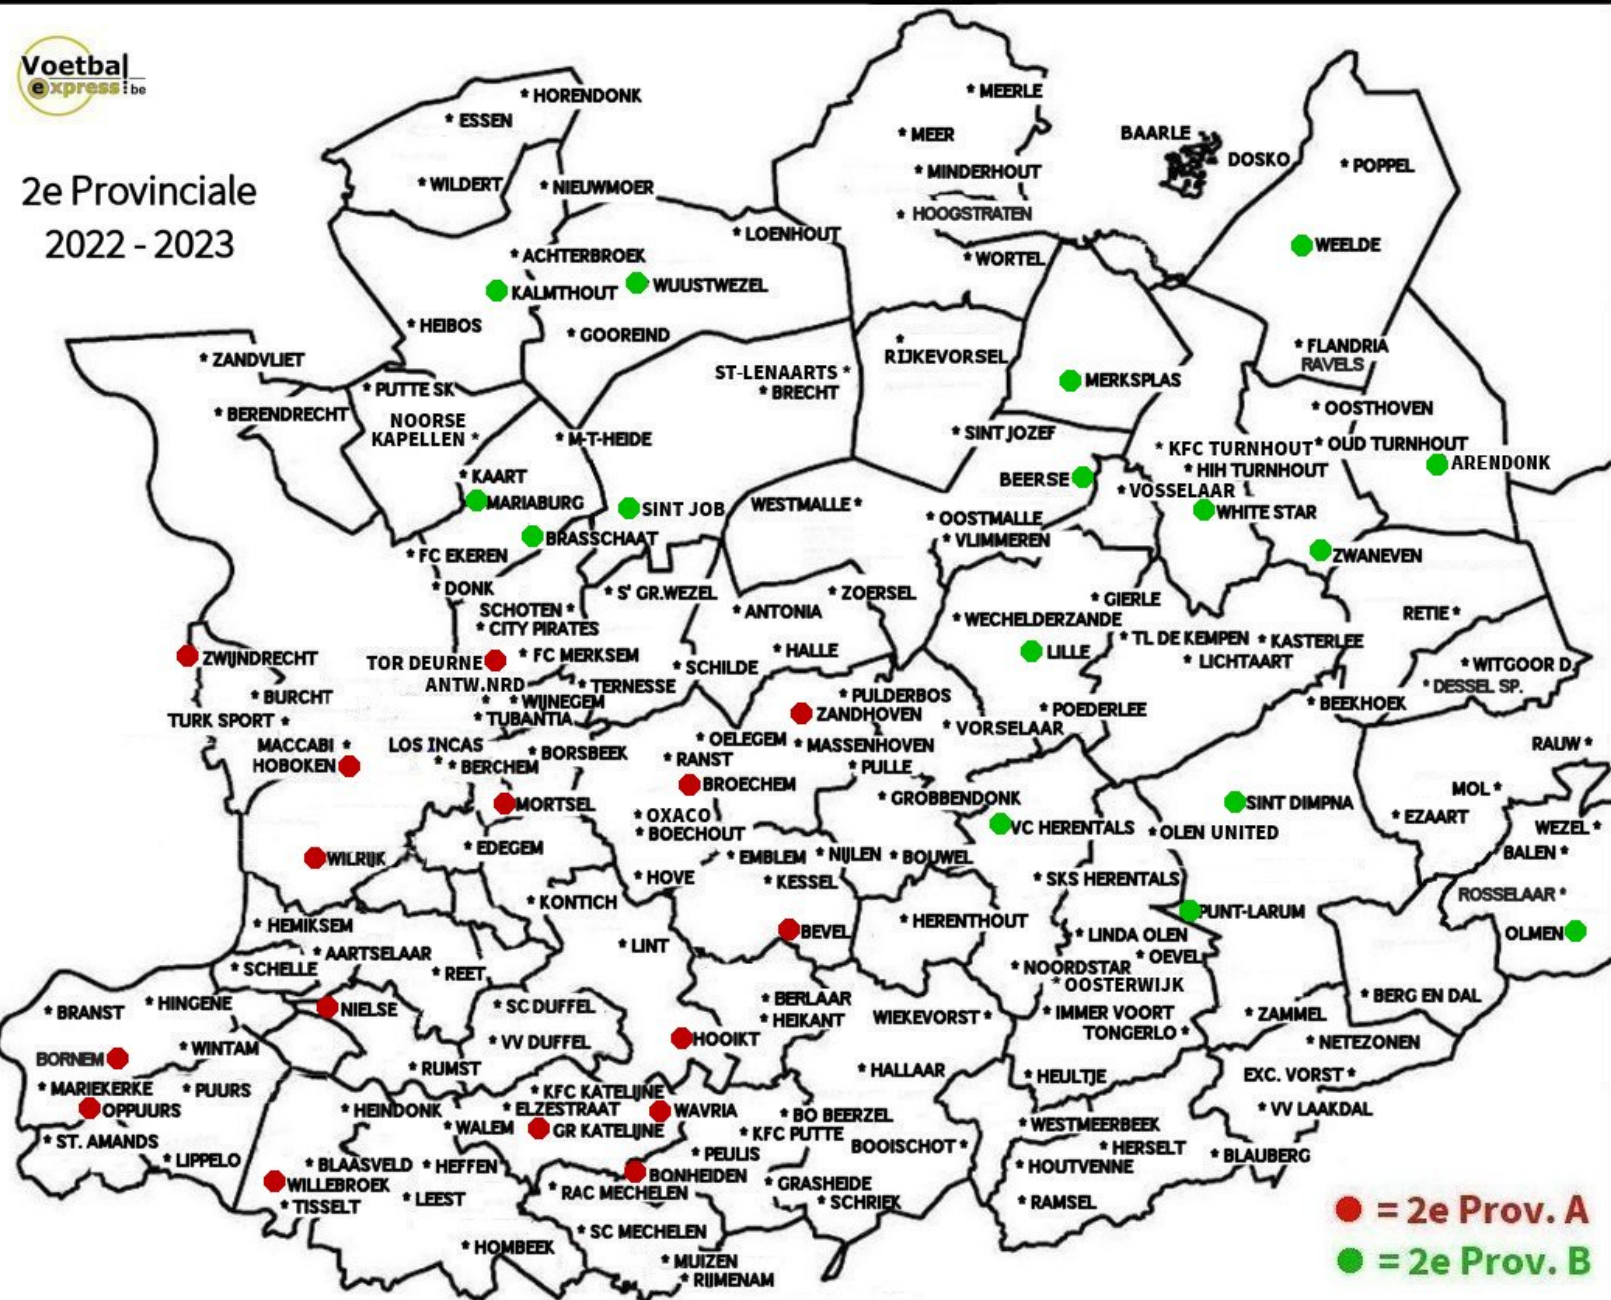 Voetbal
express!.be
2e Provinciale
2022 - 2023
* HORENDONK
* ESSEN
* WILDERT
* NIEUWMOER
* MEERLE
* MEER
* MINDERHOUT
* HOOGSTRATEN
* WORTEL
BAARLE
DOSKO
* POPPEL
WEELDE
* FLANDRIA
RAVELS
* LOENHOUT
* ACHTERBROEK
KALMTHOUT
WUUSTWEZEL
* HEIBOS
* GOOREIND
* ZANDVLIET
* BERENDRECHT
* PUTTE SK
NOORSE
KAPELLEN *
* M-T-HEIDE
ST-LENAARTS *
* BRECHT
*
RIJKEVORSEL
MERKSPLAS
* SINT JOZEF
* OOSTHOVEN
* KFC TURNHOUT
* OUD TURNHOUT
* HIH TURNHOUT
ARENDONK
* KAART
MARIABURG
SINT JOB
BRASSCHAAT
WESTMALLE *
BEERSE
* VOSSELAAR
WHITE STAR
* OOSTMALLE
* VLIMMEREN
ZWANEVEN
* FC EKEREN
* DONK
* S' GR.WEZEL
* ANTONIA
* ZOERSEL
* GIERLE
* WECHELDERZANDE
RETIE *
SCHOTEN *
* CITY PIRATES
* HALLE
LILLE
* TL DE KEMPEN
* KASTERLEE
* LICHTAART
ZWIJNDRECHT
TOR DEURNE
* FC MERKSEM
* SCHILDE
* WITGOOR D.
* DESSEL SP.
* BURCHT
ANTW.NRD
*
* TERNESSE
* WIJNEGEM
* TUBANTIA
* PULDERBOS
ZANDHOVEN
* POEDERLEE
* VORSELAAR
* BEEKHOEK
TURK SPORT *
MACCABI *
HOBOKEN
LOS INCAS
*
* BERCHEM
* BORSBEEK
* OELEGEM
* RANST
* MASSENHOVEN
* PULLE
RAUW *
BROECHEM
* GROBBENDONK
MOL *
MORTSEL
* OXACO
* BOECHOUT
VC HERENTALS
SINT DIMPNA
* OLEN UNITED
* EZAART
WEZEL *
BALEN *
WILRIJK
* EDEGEM
* EMBLEM
* NIJLEN
* BOUWEL
* HOVE
* KESSEL
* SKS HERENTALS
ROSSELAAR *
* KONTICH
PUNT-LARUM
* HEMIKSEM
* HERENTHOUT
BEVEL
OLMEN
* LINT
* LINDA OLEN
* AARTSELAAR
* OEVEL
* SCHELLE
* REET
* NOORDSTAR
* OOSTERWIJK
* BERG EN DAL
* BRANST
* HINGENE
NIELSE
* SC DUFFEL
* BERLAAR
* HEIKANT
WIEKEVORST *
* IMMER VOORT
TONGERLO *
* ZAMMEL
* WINTAM
* VV DUFFEL
HOOIKT
* NETEZONEN
BORNEM
* RUMST
* HALLAAR
* HEULTJE
EXC. VORST *
* MARIEKERKE
* PUURS
OPPUURS
* HEINDONK
* KFC KATELIJNE
* ELZESTRAAT
WAVRIA
* BO BEERZEL
* VV LAAKDAL
* WALEM
GR KATELIJNE
* KFC PUTTE
* WESTMEERBEEK
* ST. AMANDS
BOOISCHOT *
* HERSELT
* PEULIS
* BLAUBERG
* LIPPELO
* BLAASVELD
* HEFFEN
* HOUTVENNE
WILLEBROEK
BONHEIDEN
* GRASHEIDE
* RAC MECHELEN
* TISSELT
* LEEST
* SCHRIEK
* RAMSEL
* SC MECHELEN
* HOMBEEK
* MUIZEN
* RIJMENAM
= 2e Prov. A
= 2e Prov. B